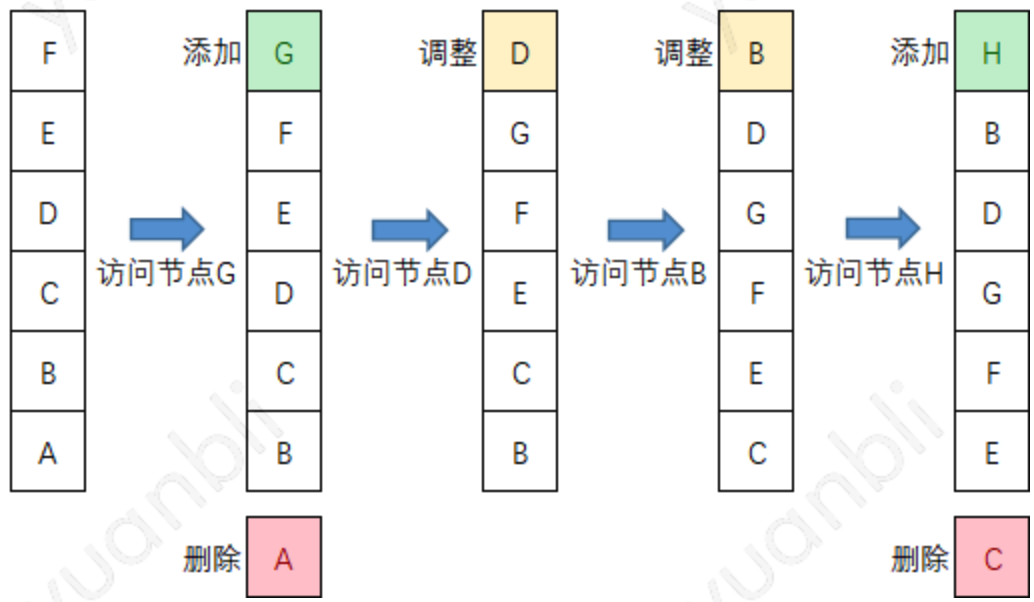 F 添加 G 调整 D 调整 B 添加 H
E F G D B
D E F G D
访问节点G 访问节点D 访问节点B 访问节点H
C D E F G
B C C E F
A B B C E
删除 A 删除 C
yuanbli yuanbli